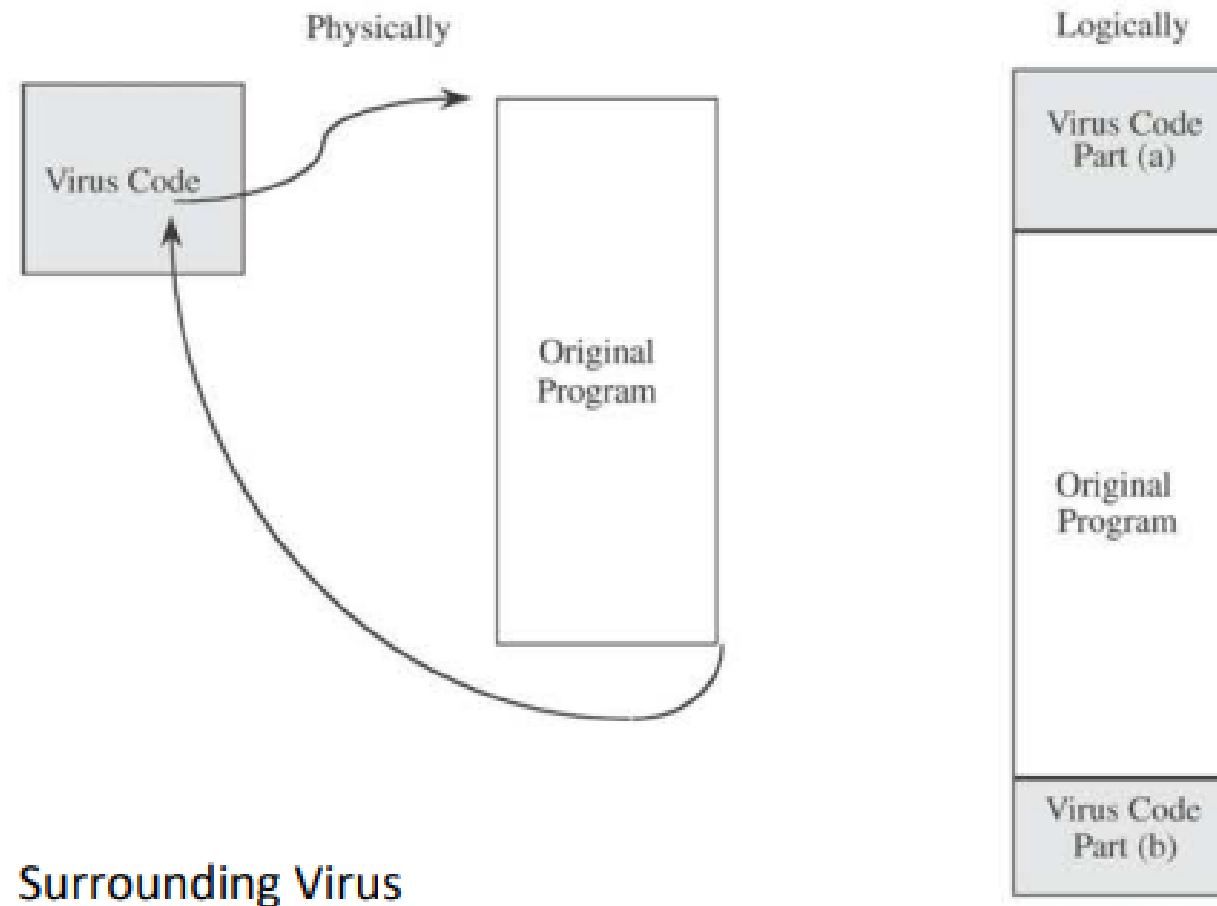 Physically
Virus Code
Original
Program
Logically
Virus Code
Part (a)
Original
Program
Virus Code
Part (b)
Surrounding Virus